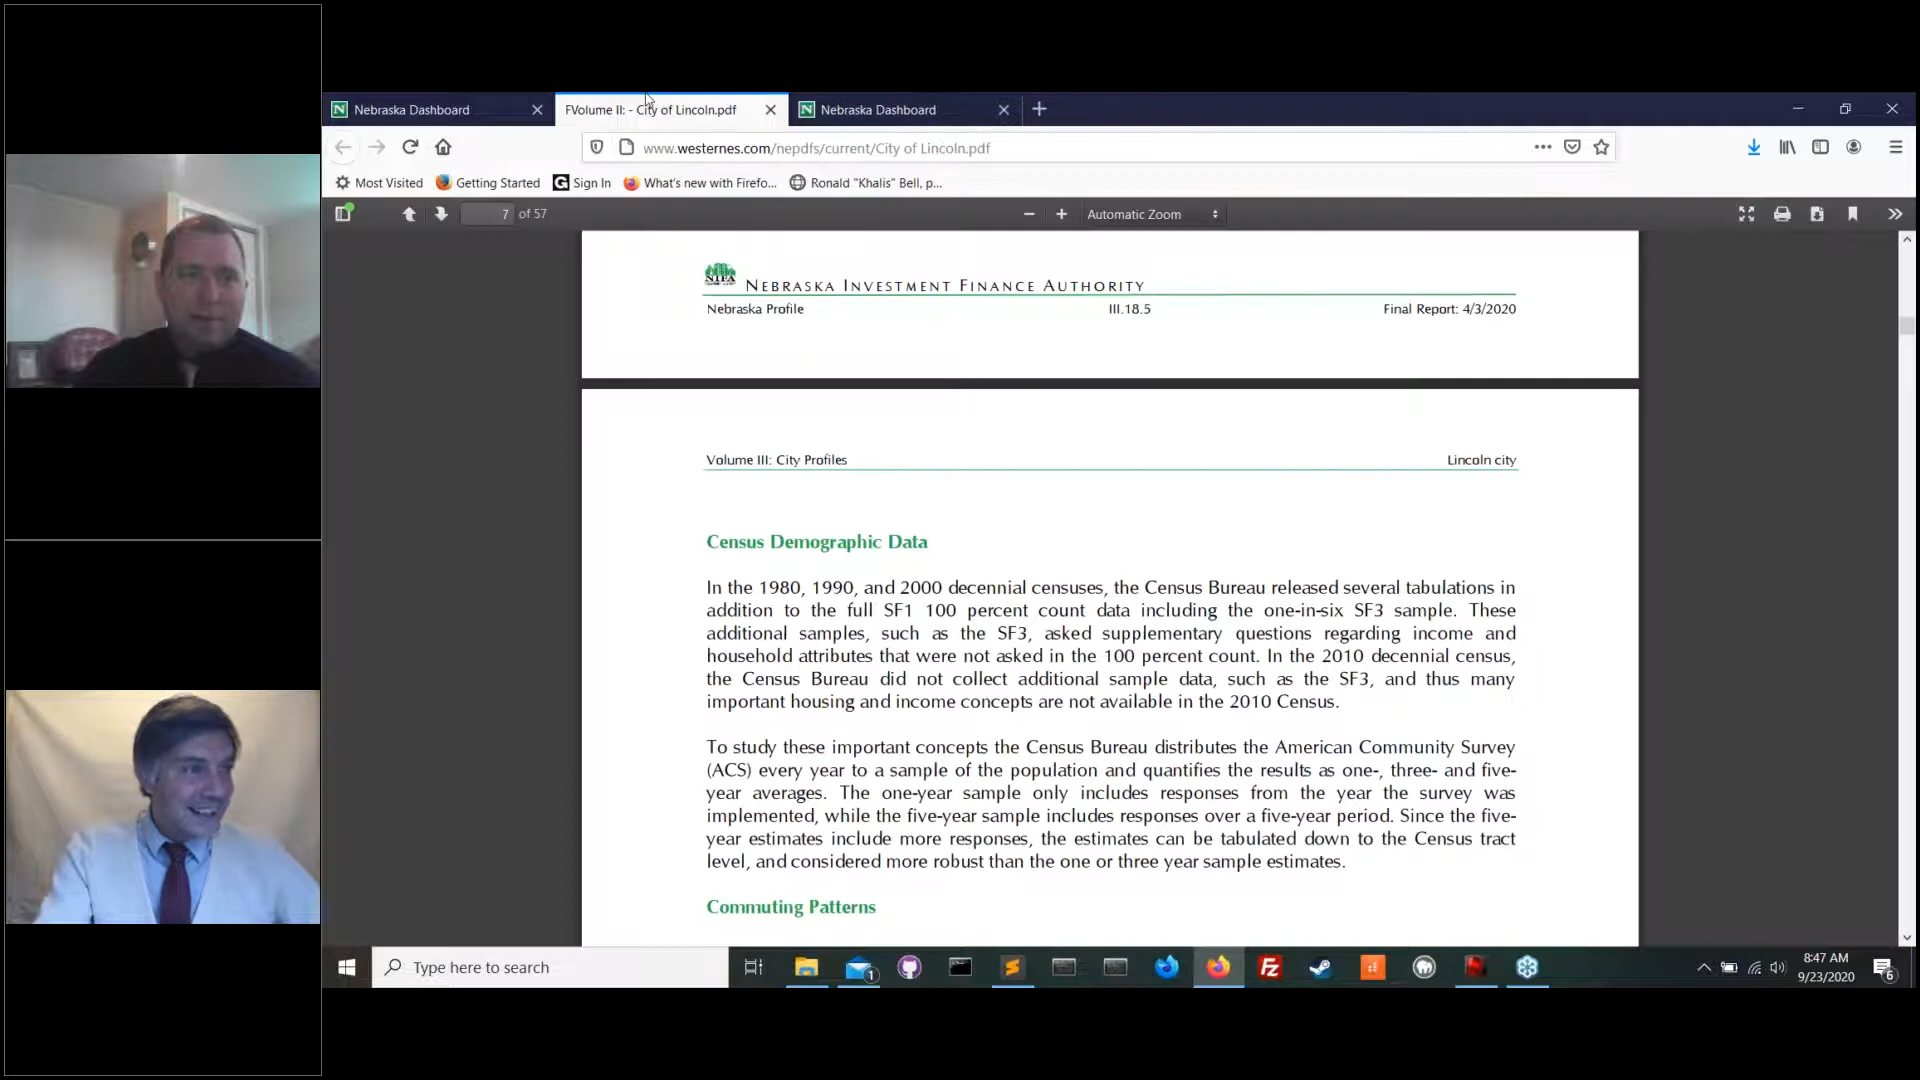 Nebraska Dashboard
FVolume II: - City of Lincoln.pdf
Nebraska Dashboard
www.westernes.com/nepdfs/current/City of Lincoln.pdf
Most Visited
Getting Started
Sign In
What's new with Firefo...
Ronald "Khalis" Bell, p...
7 of 57
Automatic Zoom
NIFA
NEBRASKA INVESTMENT FINANCE AUTHORITY
Nebraska Profile III.18.5 Final Report: 4/3/2020
Volume III: City Profiles Lincoln city
Census Demographic Data
In the 1980, 1990, and 2000 decennial censuses, the Census Bureau released several tabulations in
addition to the full SF1 100 percent count data including the one-in-six SF3 sample. These
additional samples, such as the SF3, asked supplementary questions regarding income and
household attributes that were not asked in the 100 percent count. In the 2010 decennial census,
the Census Bureau did not collect additional sample data, such as the SF3, and thus many
important housing and income concepts are not available in the 2010 Census.
To study these important concepts the Census Bureau distributes the American Community Survey
(ACS) every year to a sample of the population and quantifies the results as one-, three- and five-
year averages. The one-year sample only includes responses from the year the survey was
implemented, while the five-year sample includes responses over a five-year period. Since the five-
year estimates include more responses, the estimates can be tabulated down to the Census tract
level, and considered more robust than the one or three year sample estimates.
Commuting Patterns
Type here to search
1
8:47 AM
9/23/2020
6